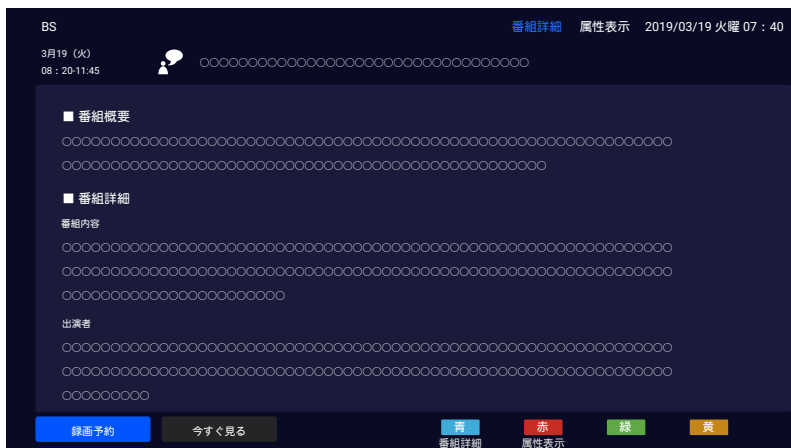 BS 番組詳細 属性表示 2019/03/19 火曜 07：40
3月19（火）
08：20-11:45
○○○○○○○○○○○○○○○○○○○○○○○○○○○○○○○○○○
■ 番組概要
○○○○○○○○○○○○○○○○○○○○○○○○○○○○○○○○○○○○○○○○○○○○○○○○○○○○○○○○○○○○○○○
○○○○○○○○○○○○○○○○○○○○○○○○○○○○○○○○○○○○○○○○○○○○○○○○○○
■ 番組詳細
番組内容
○○○○○○○○○○○○○○○○○○○○○○○○○○○○○○○○○○○○○○○○○○○○○○○○○○○○○○○○○○○○○○○
○○○○○○○○○○○○○○○○○○○○○○○○○○○○○○○○○○○○○○○○○○○○○○○○○○○○○○○○○○○○○○○
○○○○○○○○○○○○○○○○○○○○○○○
出演者
○○○○○○○○○○○○○○○○○○○○○○○○○○○○○○○○○○○○○○○○○○○○○○○○○○○○○○○○○○○○○○○
○○○○○○○○○○○○○○○○○○○○○○○○○○○○○○○○○○○○○○○○○○○○○○○○○○○○○○○○○○○○○○○
○○○○○○○○○
録画予約 今すぐ見る 青 赤 緑 黄
番組詳細 属性表示